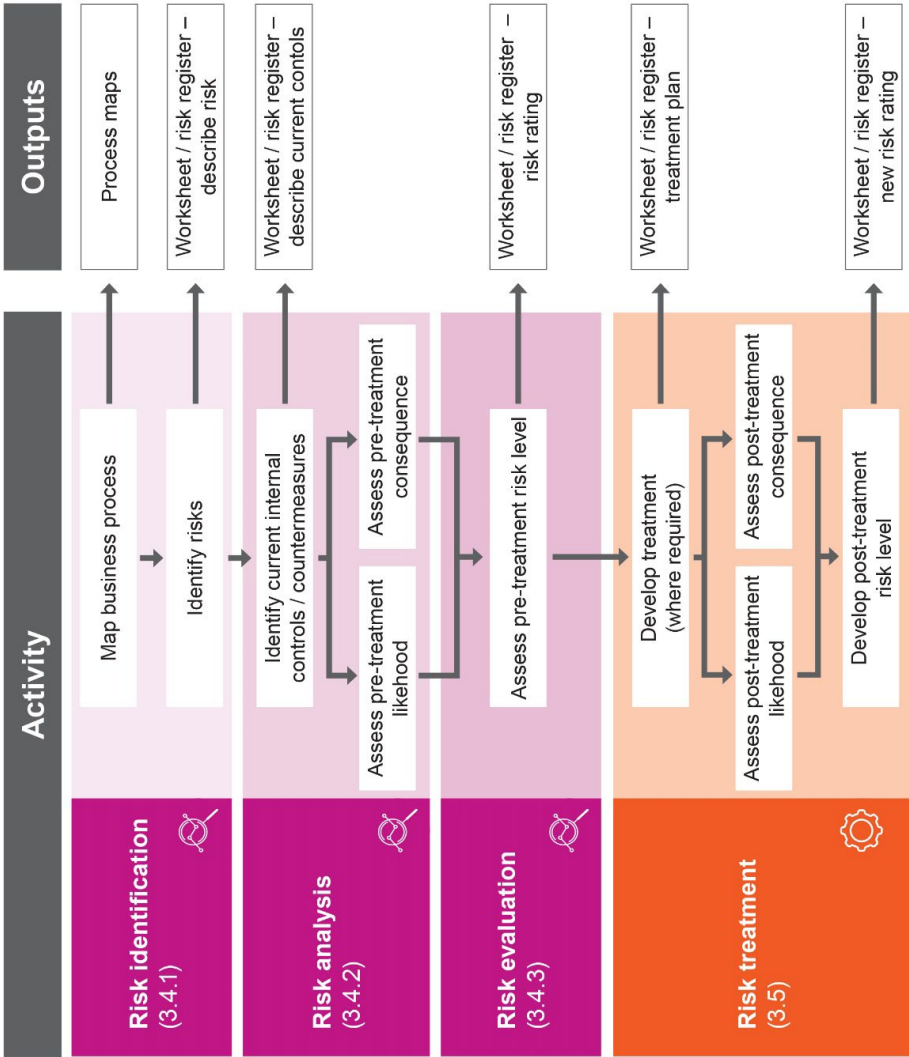 Activity
Outputs
Risk identification
(3.4.1)
Map business process
Process maps
Identify risks
Worksheet / risk register –
describe risk
Risk analysis
(3.4.2)
Identify current internal
controls / countermeasures
Worksheet / risk register –
describe current contols
Assess pre-treatment
likehood
Assess pre-treatment
consequence
Risk evaluation
(3.4.3)
Assess pre-treatment risk level
Worksheet / risk register –
risk rating
Risk treatment
(3.5)
Develop treatment
(where required)
Worksheet / risk register –
treatment plan
Assess post-treatment
likehood
Assess post-treatment
consequence
Develop post-treatment
risk level
Worksheet / risk register –
new risk rating